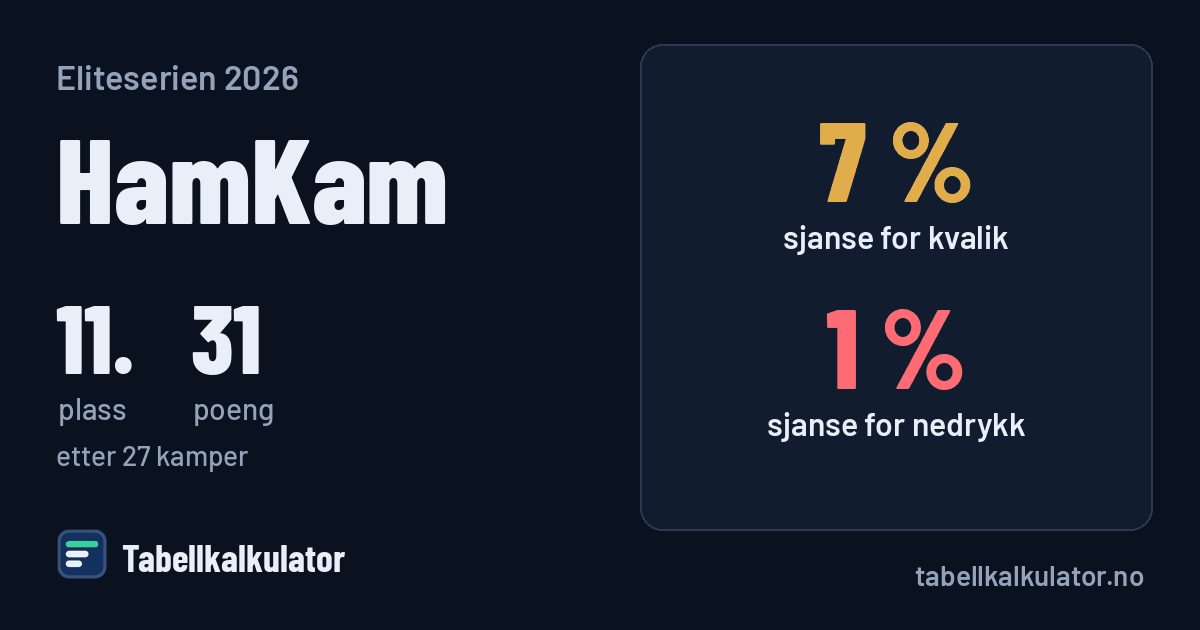 Eliteserien 2026
HamKam
11. 31
plass poeng
etter 27 kamper
Tabellkalkulator
7 %
sjanse for kvalik
1 %
sjanse for nedrykk
tabellkalkulator.no